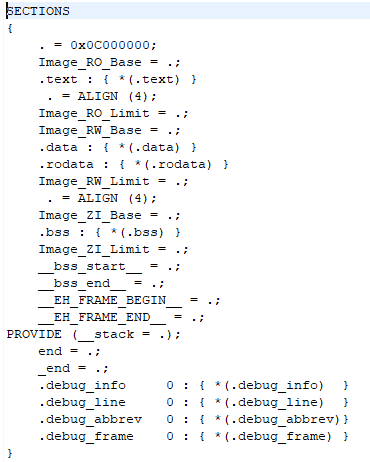 SECTIONS
{
    . = 0x0C000000;
    Image_RO_Base = .;
    .text : { *(.text) }
     . = ALIGN (4);
    Image_RO_Limit = .;
    Image_RW_Base = .;
    .data : { *(.data) }
    .rodata : { *(.rodata) }
    Image_RW_Limit = .;
     . = ALIGN (4);
    Image_ZI_Base = .;
    .bss : { *(.bss) }
    Image_ZI_Limit = .;
    __bss_start__ = .;
    __bss_end__ = .;
    __EH_FRAME_BEGIN__ = .;
    __EH_FRAME_END__ = .;
PROVIDE (__stack = .);
    end = .;
    _end = .;
    .debug_info     0 : { *(.debug_info)  }
    .debug_line     0 : { *(.debug_line)  }
    .debug_abbrev   0 : { *(.debug_abbrev)}
    .debug_frame    0 : { *(.debug_frame) }
}